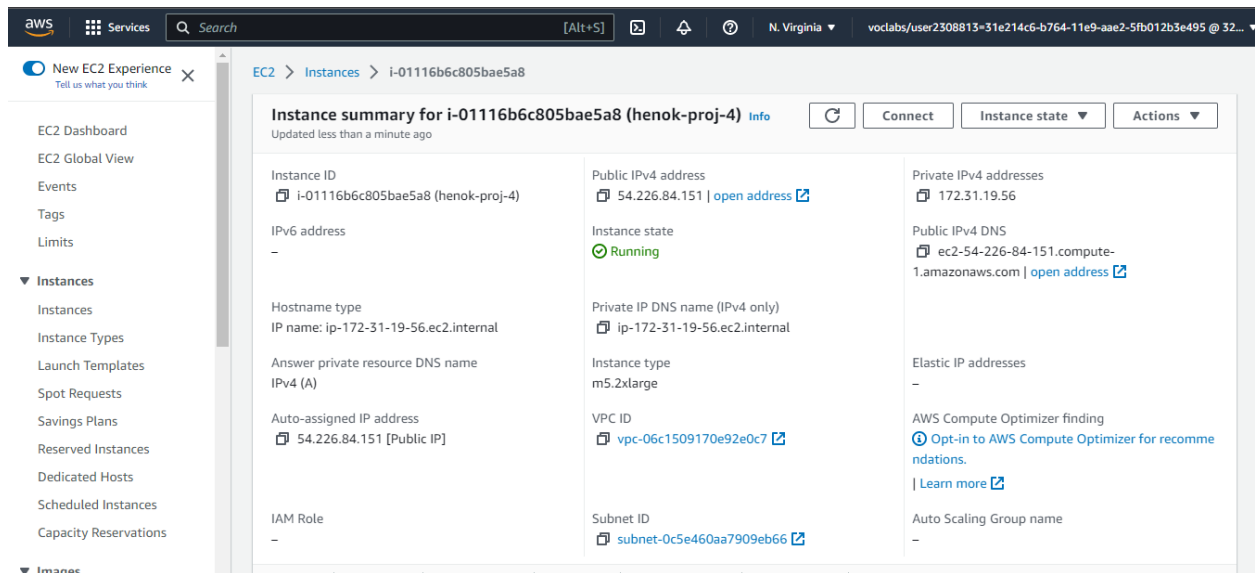 aws Services Search [Alt+S] N. Virginia ▼ voclabs/user2308813=31e214c6-b764-11e9-aae2-5fb012b3e495 @ 32... ▼
New EC2 Experience
Tell us what you think
EC2 Dashboard
EC2 Global View
Events
Tags
Limits
▼ Instances
Instances
Instance Types
Launch Templates
Spot Requests
Savings Plans
Reserved Instances
Dedicated Hosts
Scheduled Instances
Capacity Reservations
▼ Images
EC2 > Instances > i-01116b6c805bae5a8
Instance summary for i-01116b6c805bae5a8 (henok-proj-4) Info
Updated less than a minute ago
Connect Instance state ▼ Actions ▼
Instance ID
i-01116b6c805bae5a8 (henok-proj-4)
Public IPv4 address
54.226.84.151 | open address
Private IPv4 addresses
172.31.19.56
IPv6 address
–
Instance state
Running
Public IPv4 DNS
ec2-54-226-84-151.compute-
1.amazonaws.com | open address
Hostname type
IP name: ip-172-31-19-56.ec2.internal
Private IP DNS name (IPv4 only)
ip-172-31-19-56.ec2.internal
Answer private resource DNS name
IPv4 (A)
Instance type
m5.2xlarge
Elastic IP addresses
–
Auto-assigned IP address
54.226.84.151 [Public IP]
VPC ID
vpc-06c1509170e92e0c7
AWS Compute Optimizer finding
Opt-in to AWS Compute Optimizer for recomme
ndations.
| Learn more
IAM Role
–
Subnet ID
subnet-0c5e460aa7909eb66
Auto Scaling Group name
–